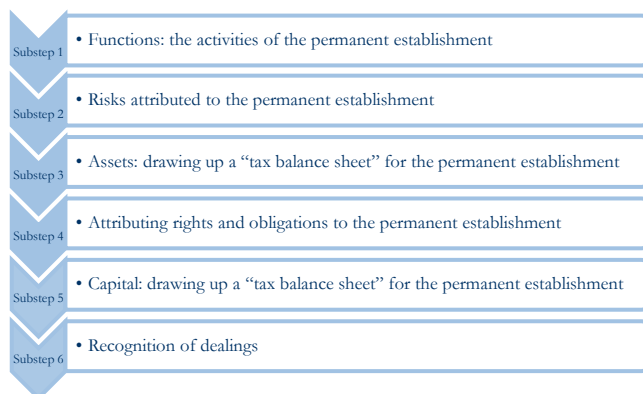 Substep 1
• Functions: the activities of the permanent establishment
Substep 2
• Risks attributed to the permanent establishment
Substep 3
• Assets: drawing up a “tax balance sheet” for the permanent establishment
Substep 4
• Attributing rights and obligations to the permanent establishment
Substep 5
• Capital: drawing up a “tax balance sheet” for the permanent establishment
Substep 6
• Recognition of dealings